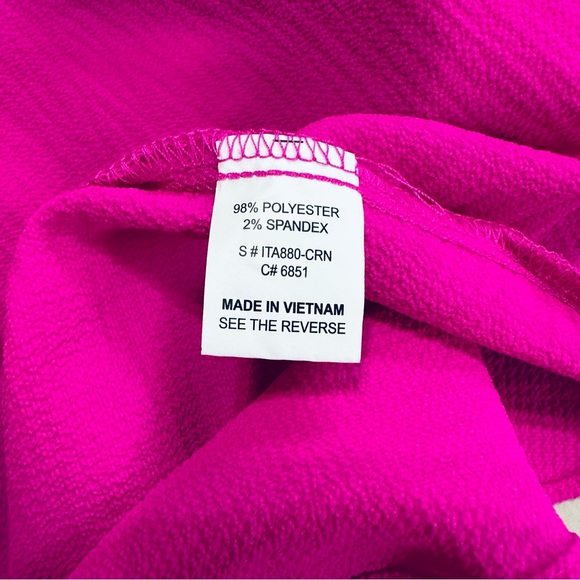 98% POLYESTER
2% SPANDEX
S # ITA880-CRN
C# 6851
MADE IN VIETNAM
SEE THE REVERSE